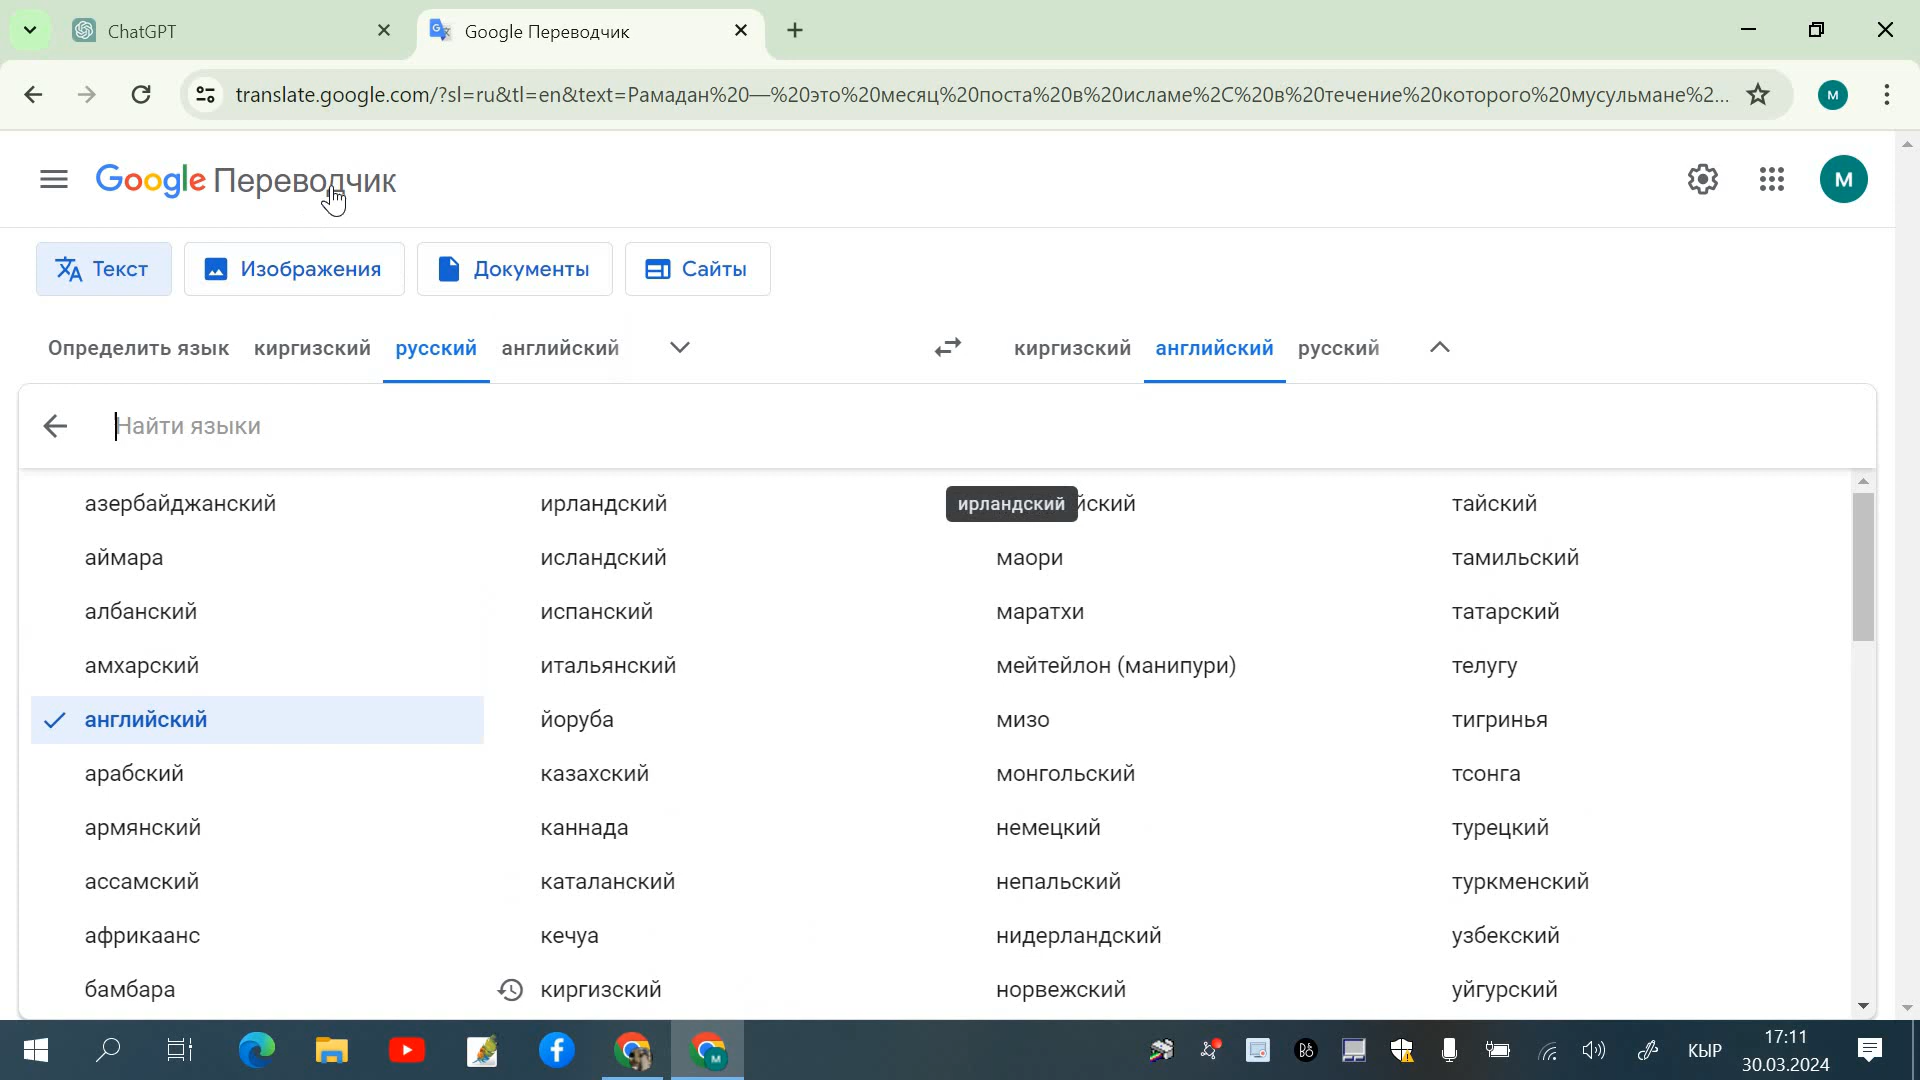 ChatGPT
Google Переводчик
translate.google.com/?sl=ru&tl=en&text=Рамадан%20—%20это%20месяц%20поста%20в%20исламе%2C%20в%20течение%20которого%20мусульмане%2...
M
Google Переводчик
M
Текст Изображения Документы Сайты
Определить язык киргизский русский английский
киргизский английский русский
Найти языки
азербайджанский
аймара
албанский
амхарский
английский
арабский
армянский
ассамский
африкаанс
бамбара
ирландский
исландский
испанский
итальянский
йоруба
казахский
каннада
каталанский
кечуа
киргизский
ирландский
йский
маори
маратхи
мейтейлон (манипури)
мизо
монгольский
немецкий
непальский
нидерландский
норвежский
тайский
тамильский
татарский
телугу
тигринья
тсонга
турецкий
туркменский
узбекский
уйгурский
КЫР
17:11
30.03.2024